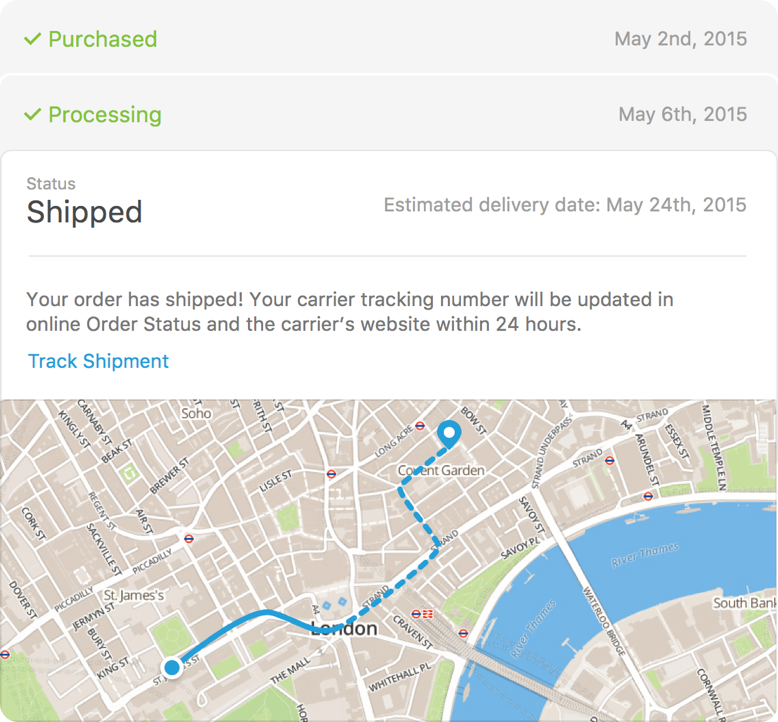 Purchased
May 2nd, 2015
Processing
May 6th, 2015
Status
Shipped
Estimated delivery date: May 24th, 2015
Your order has shipped! Your carrier tracking number will be updated in
online Order Status and the carrier’s website within 24 hours.
Track Shipment
Soho
CARNABY ST
KINGLY ST
BEAK ST
BREWER ST
LISLE ST
LONG ACRE
BOW ST
Covent Garden
STRAND UNDERPASS
STRAND
STRAND
ARUNDEL ST
ESSEX ST
MIDDLE TEMPLE LN
REGENT ST
AIR ST
CORK ST
SACKVILLE ST
PICCADILLY
PICCADILLY
DOVER ST
St. James's
JERMYN ST
BURY ST
KING ST
STRAND
STRAND
SAVOY ST
SAVOY PL
River Thames
River Thames
WATERLOO BRIDGE
South Bank
A4
London
CRAVEN ST
THE MALL
WHITEHALL PL
CORNWALL R